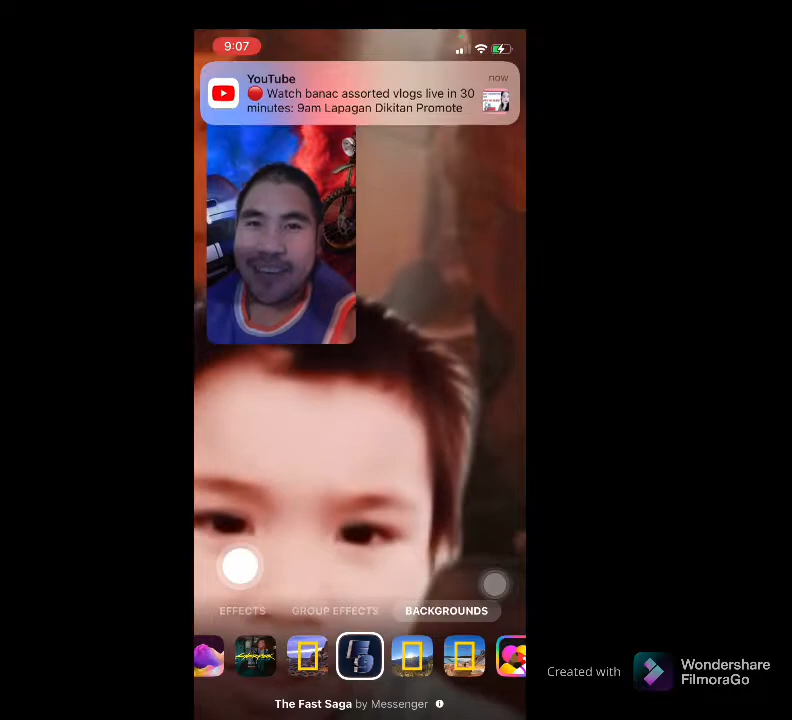 9:07
YouTube
now
🔴 Watch banac assorted vlogs live in 30
minutes: 9am Lapagan Dikitan Promote
EFFECTS
GROUP EFFECTS
BACKGROUNDS
The Fast Saga by Messenger
Created with
Wondershare
FilmoraGo